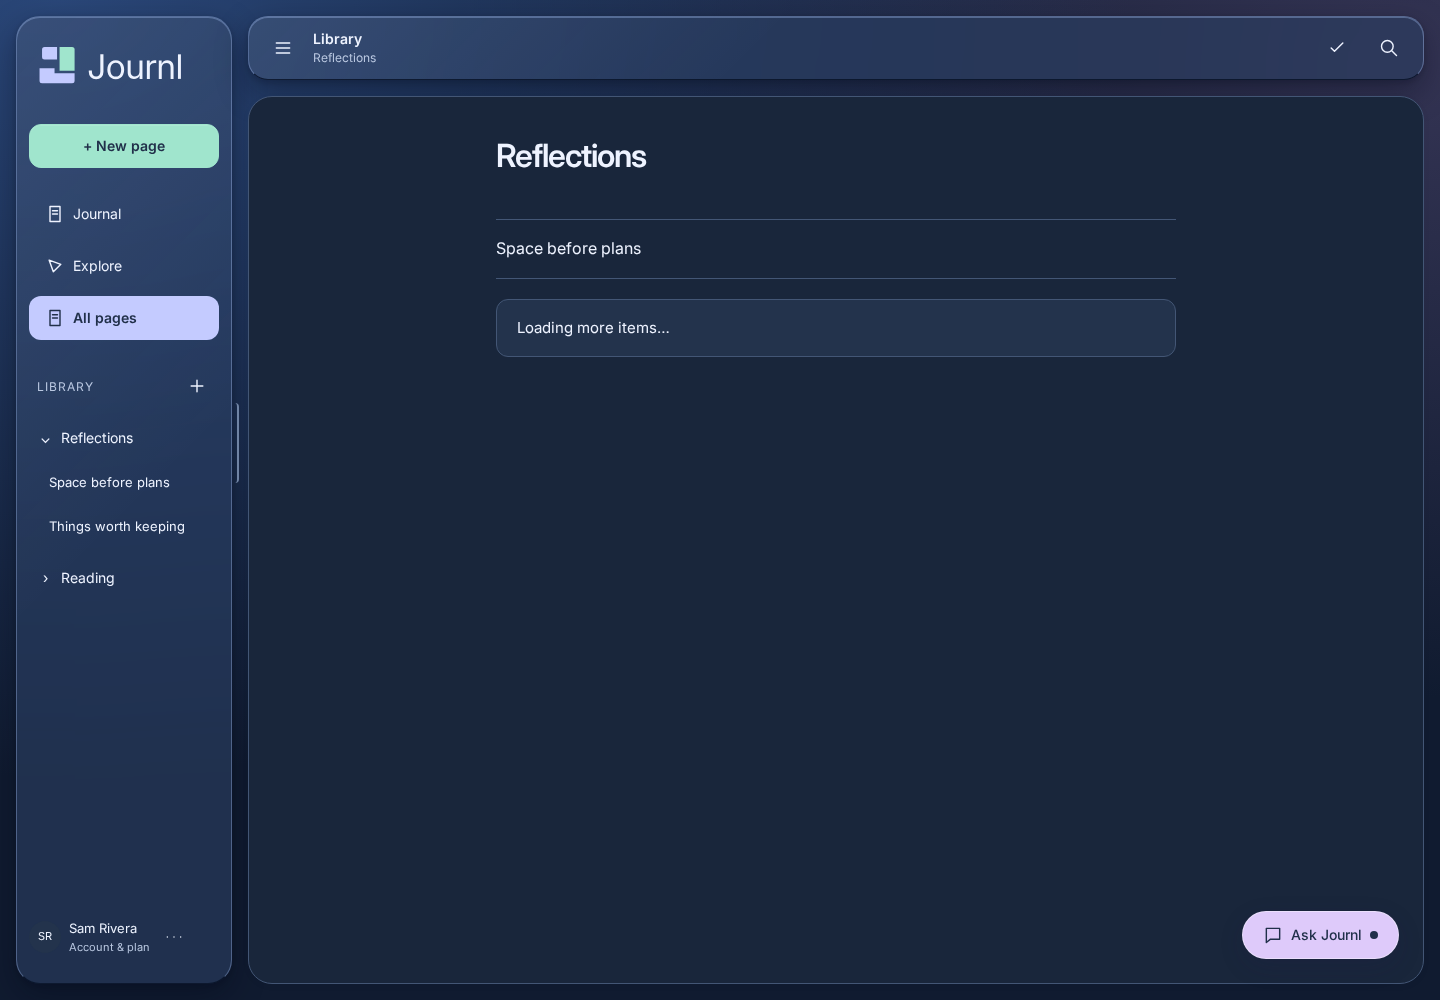 Journl
+ New page
Journal
Explore
All pages
LIBRARY
Reflections
Space before plans
Things worth keeping
Reading
SR
Sam Rivera
Account & plan
...
Library
Reflections
Reflections
Space before plans
Loading more items...
Ask Journl